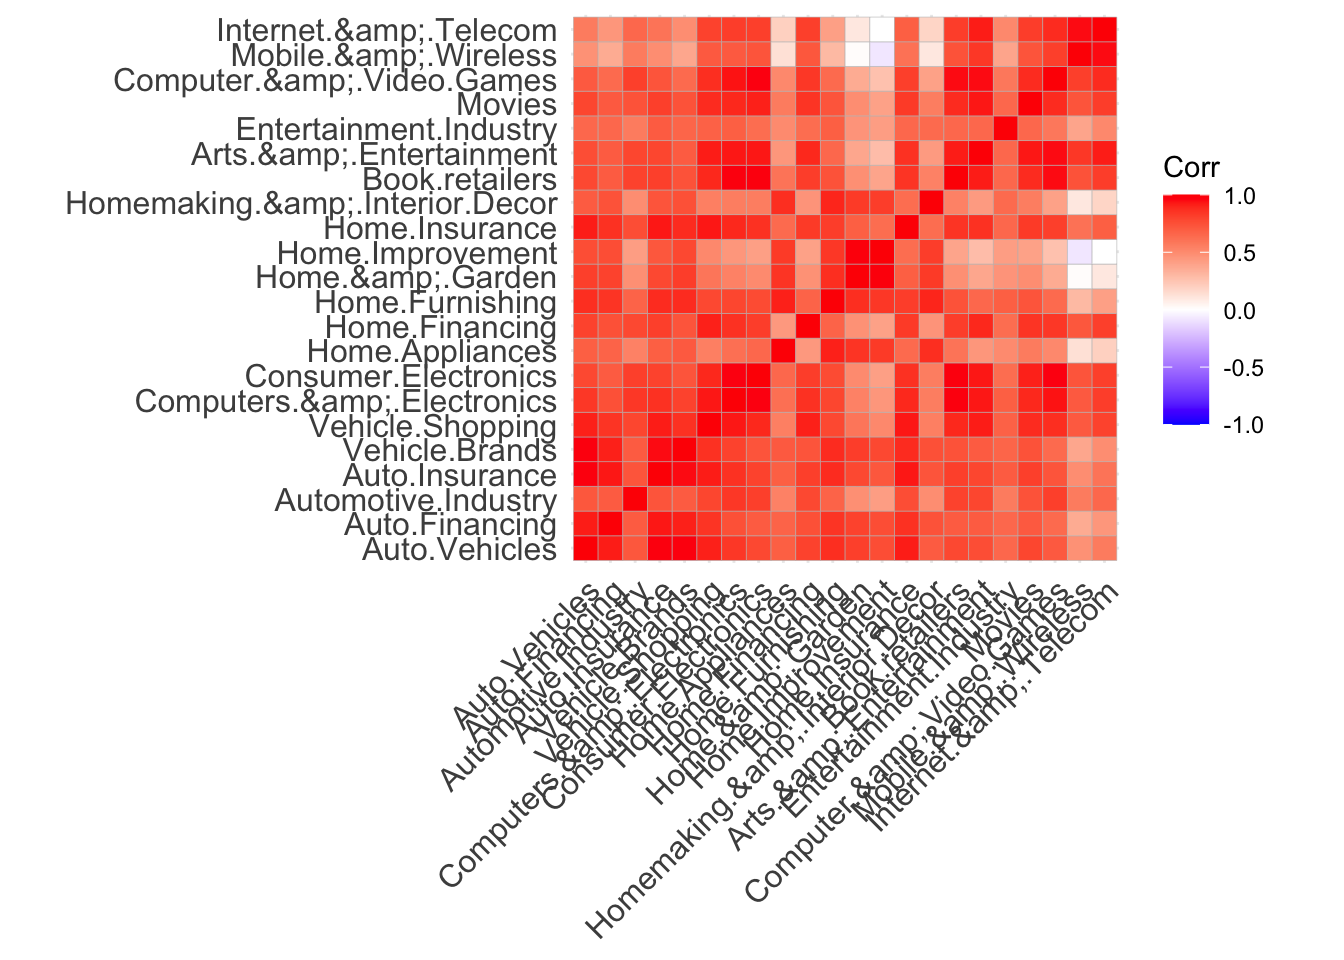 Internet.&amp;.Telecom
Mobile.&amp;.Wireless
Computer.&amp;.Video.Games
Movies
Entertainment.Industry
Arts.&amp;.Entertainment
Book.retailers
Homemaking.&amp;.Interior.Decor
Home.Insurance
Home.Improvement
Home.&amp;.Garden
Home.Furnishing
Home.Financing
Home.Appliances
Consumer.Electronics
Computers.&amp;.Electronics
Vehicle.Shopping
Vehicle.Brands
Auto.Insurance
Automotive.Industry
Auto.Financing
Auto.Vehicles
Corr
1.0
0.5
0.0
-0.5
-1.0
Auto.Vehicles
Auto.Financing
Automotive.Industry
Auto.Insurance
Vehicle.Brands
Vehicle.Shopping
Computers.&amp;.Electronics
Consumer.Electronics
Home.Appliances
Home.Financing
Home.Furnishing
Home.&amp;.Garden
Home.Improvement
Home.Insurance
Homemaking.&amp;.Interior.Decor
Book.retailers
Arts.&amp;.Entertainment
Entertainment.Industry
Movies
Computer.&amp;.Video.Games
Mobile.&amp;.Wireless
Internet.&amp;.Telecom